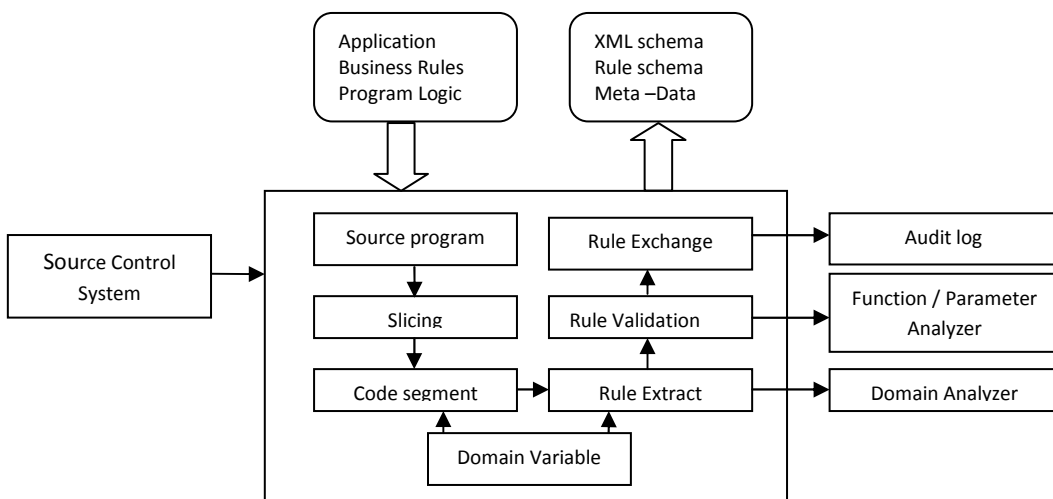 Application
Business Rules
Program Logic
XML schema
Rule schema
Meta –Data
Source Control
System
Source program
Slicing
Code segment
Domain Variable
Rule Exchange
Rule Validation
Rule Extract
Audit log
Function / Parameter
Analyzer
Domain Analyzer